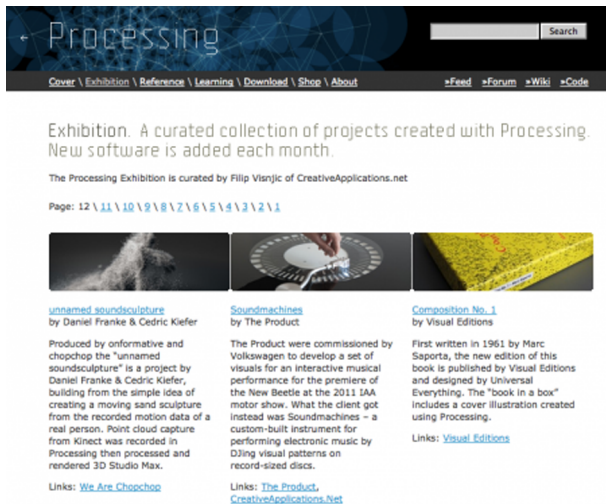 ← Processing
Search
Cover \ Exhibition \ Reference \ Learning \ Download \ Shop \ About
»Feed »Forum »Wiki »Code
Exhibition. A curated collection of projects created with Processing.
New software is added each month.
The Processing Exhibition is curated by Filip Visnjic of CreativeApplications.net
Page: 12 \ 11 \ 10 \ 9 \ 8 \ 7 \ 6 \ 5 \ 4 \ 3 \ 2 \ 1
unnamed soundsculpture
by Daniel Franke & Cedric Kiefer
Produced by onformative and
chopchop the "unnamed
soundsculpture" is a project by
Daniel Franke & Cedric Kiefer,
building from the simple idea of
creating a moving sand sculpture
from the recorded motion data of a
real person. Point cloud capture
from Kinect was recorded in
Processing then processed and
rendered 3D Studio Max.
Links: We Are Chopchop
Soundmachines
by The Product
The Product were commissioned by
Volkswagen to develop a set of
visuals for an interactive musical
performance for the premiere of
the New Beetle at the 2011 IAA
motor show. What the client got
instead was Soundmachines – a
custom-built instrument for
performing electronic music by
DJing visual patterns on
record-sized discs.
Links: The Product,
CreativeApplications.Net
Composition No. 1
by Visual Editions
First written in 1961 by Marc
Saporta, the new edition of this
book is published by Visual Editions
and designed by Universal
Everything. The "book in a box"
includes a cover illustration created
using Processing.
Links: Visual Editions